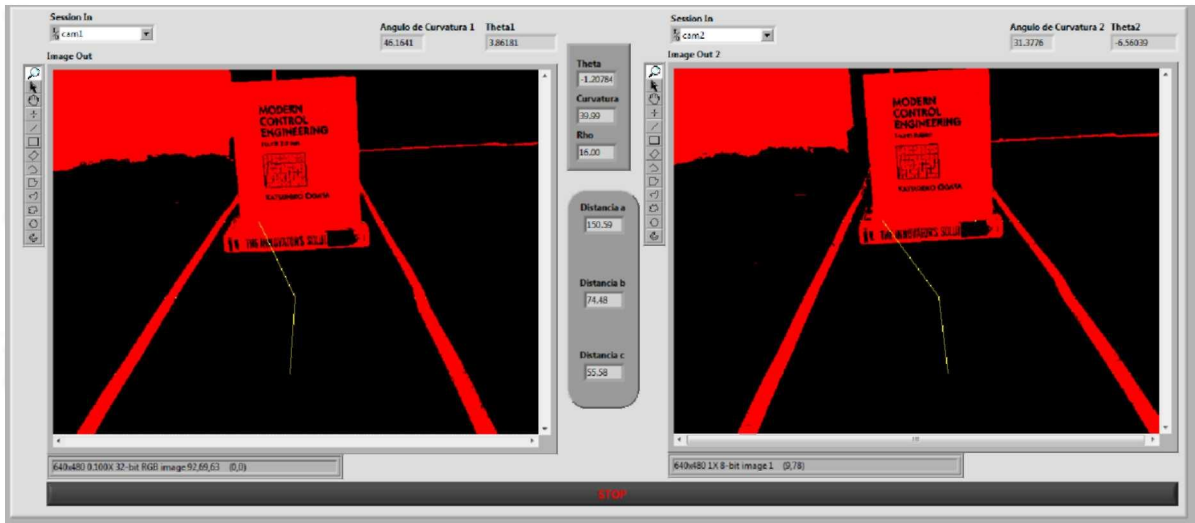 Session In
cam1
Angulo de Curvatura 1
46.1641
Theta1
3.86181
Image Out
MODERN
CONTROL
ENGINEERING
KATSUHIKO OGATA
640x480 0.100X 32-bit RGB image 92,69,63 (0,0)
Theta
-1.20784
Curvatura
39.99
Rho
16.00
Distancia a
150.59
Distancia b
74.48
Distancia c
55.58
Session In
cam2
Angulo de Curvatura 2
31.3776
Theta2
-6,56039
Image Out 2
MODERN
CONTROL
ENGINEERING
KATSUHIKO OGATA
640x480 1X 8-bit image 1 (9,78)
STOP